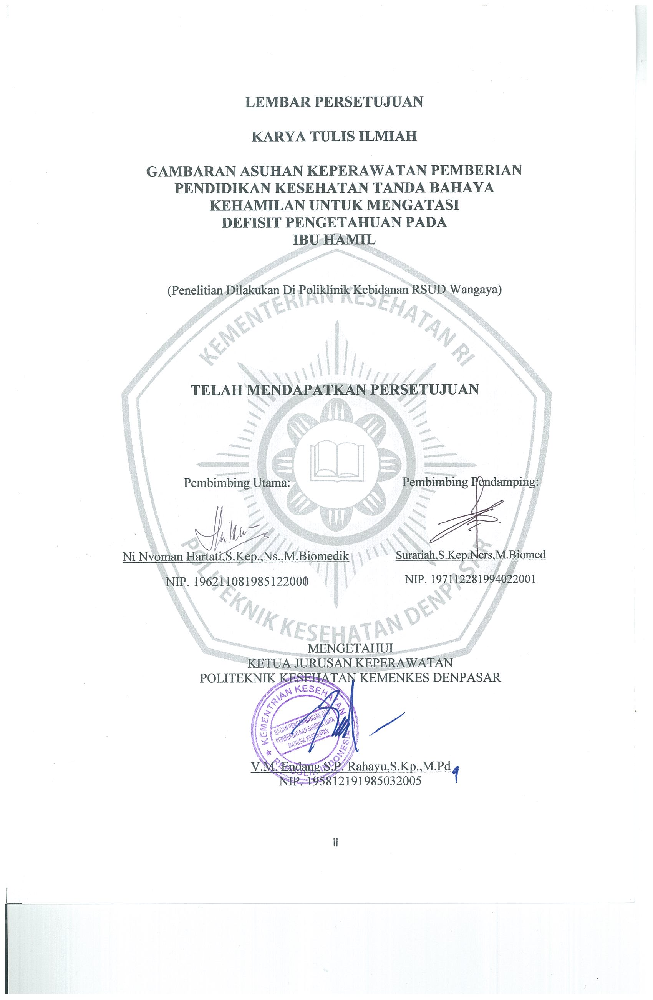 LEMBAR PERSETUJUAN
KARYA TULIS ILMIAH
GAMBARAN ASUHAN KEPERAWATAN PEMBERIAN
PENDIDIKAN KESEHATAN TANDA BAHAYA
KEHAMILAN UNTUK MENGATASI
DEFISIT PENGETAHUAN PADA
IBU HAMIL
(Penelitian Dilakukan Di Poliklinik Kebidanan RSUD Wangaya)
KEMENTERIAN KESEHATAN RI
TELAH MENDAPATKAN PERSETUJUAN
Pembimbing Utama:
Pembimbing Pendamping:
Ni Nyoman Hartati,S.Kep.,Ns.,M.Biomedik
Suratiah,S.Kep,Ners,M.Biomed
NIP. 196211081985122001
NIP. 197112281994022001
POLITEKNIK KESEHATAN DENPASAR
MENGETAHUI
KETUA JURUSAN KEPERAWATAN
POLITEKNIK KESEHATAN KEMENKES DENPASAR
KEMENTRIAN KESEHATAN
BADAN PENGEMBANGAN DAN
PEMBERDAYAAN SUMBER DAYA
MANUSIA KESEHATAN
REPUBLIK INDONESIA
V.M. Endang S.P. Rahayu,S.Kp.,M.Pd
NIP. 195812191985032005
ii